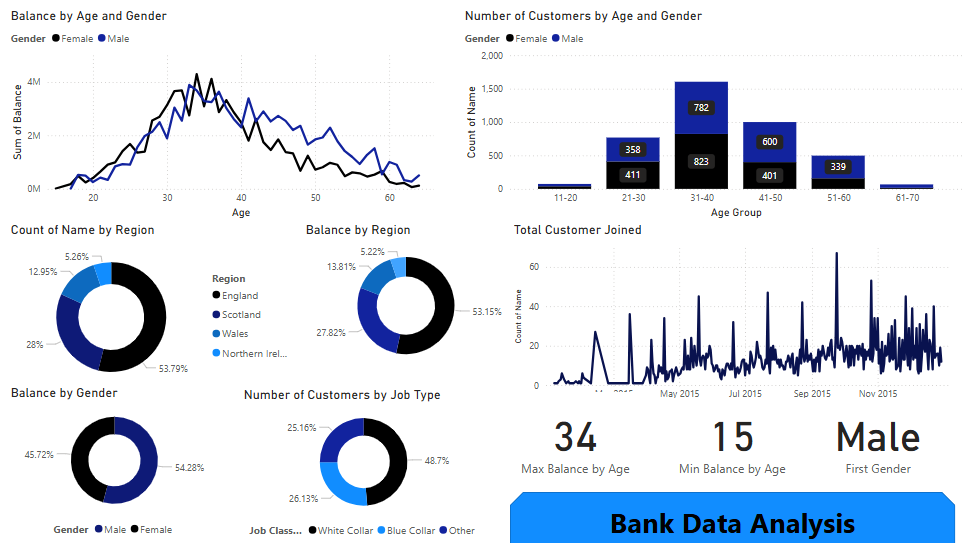 Balance by Age and Gender
Gender Female Male
4M
2M
0M
Sum of Balance
20 30 40 50 60
Age
Number of Customers by Age and Gender
Gender Female Male
2,000
1,500
1,000
500
0
Count of Name
782
823
358
411
600
401
339
11-20 21-30 31-40 41-50 51-60 61-70
Age Group
Count of Name by Region
5.26%
12.95%
28%
53.79%
Region
England
Scotland
Wales
Northern Irel...
Balance by Region
5.22%
13.81%
27.82%
53.15%
Total Customer Joined
60
40
20
0
Count of Name
2015 May 2015 Jul 2015 Sep 2015 Nov 2015
Balance by Gender
45.72%
54.28%
Gender Male Female
Number of Customers by Job Type
25.16%
48.7%
26.13%
Job Class... White Collar Blue Collar Other
34
Max Balance by Age
15
Min Balance by Age
Male
First Gender
Bank Data Analysis